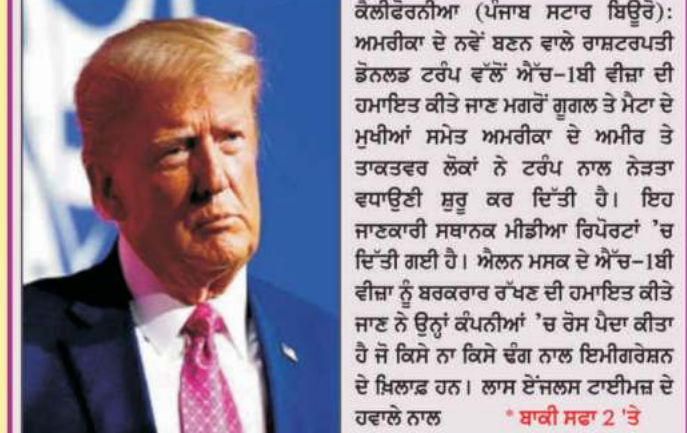 ਕੈਲੀਫੋਰਨੀਆ (ਪੰਜਾਬ ਸਟਾਰ ਬਿਊਰੋ):
ਅਮਰੀਕਾ ਦੇ ਨਵੇਂ ਬਣਨ ਵਾਲੇ ਰਾਸ਼ਟਰਪਤੀ
ਡੋਨਲਡ ਟਰੰਪ ਵੱਲੋਂ ਐੱਚ-1ਬੀ ਵੀਜ਼ਾ ਦੀ
ਹਮਾਇਤ ਕੀਤੇ ਜਾਣ ਮਗਰੋਂ ਗੂਗਲ ਤੇ ਮੈਟਾ ਦੇ
ਮੁਖੀਆਂ ਸਮੇਤ ਅਮਰੀਕਾ ਦੇ ਅਮੀਰ ਤੇ
ਤਾਕਤਵਰ ਲੋਕਾਂ ਨੇ ਟਰੰਪ ਨਾਲ ਨੇੜਤਾ
ਵਧਾਉਣੀ ਸ਼ੁਰੂ ਕਰ ਦਿੱਤੀ ਹੈ। ਇਹ
ਜਾਣਕਾਰੀ ਸਥਾਨਕ ਮੀਡੀਆ ਰਿਪੋਰਟਾਂ ’ਚ
ਦਿੱਤੀ ਗਈ ਹੈ। ਐਲਨ ਮਸਕ ਦੇ ਐੱਚ-1ਬੀ
ਵੀਜ਼ਾ ਨੂੰ ਬਰਕਰਾਰ ਰੱਖਣ ਦੀ ਹਮਾਇਤ ਕੀਤੇ
ਜਾਣ ਨੇ ਉਨ੍ਹਾਂ ਕੰਪਨੀਆਂ ’ਚ ਰੋਸ ਪੈਦਾ ਕੀਤਾ
ਹੈ ਜੋ ਕਿਸੇ ਨਾ ਕਿਸੇ ਢੰਗ ਨਾਲ ਇਮੀਗਰੇਸ਼ਨ
ਦੇ ਖ਼ਿਲਾਫ਼ ਹਨ। ਲਾਸ ਏਂਜਲਸ ਟਾਈਮਜ਼ ਦੇ
ਹਵਾਲੇ ਨਾਲ * ਬਾਕੀ ਸਫਾ 2 'ਤੇ